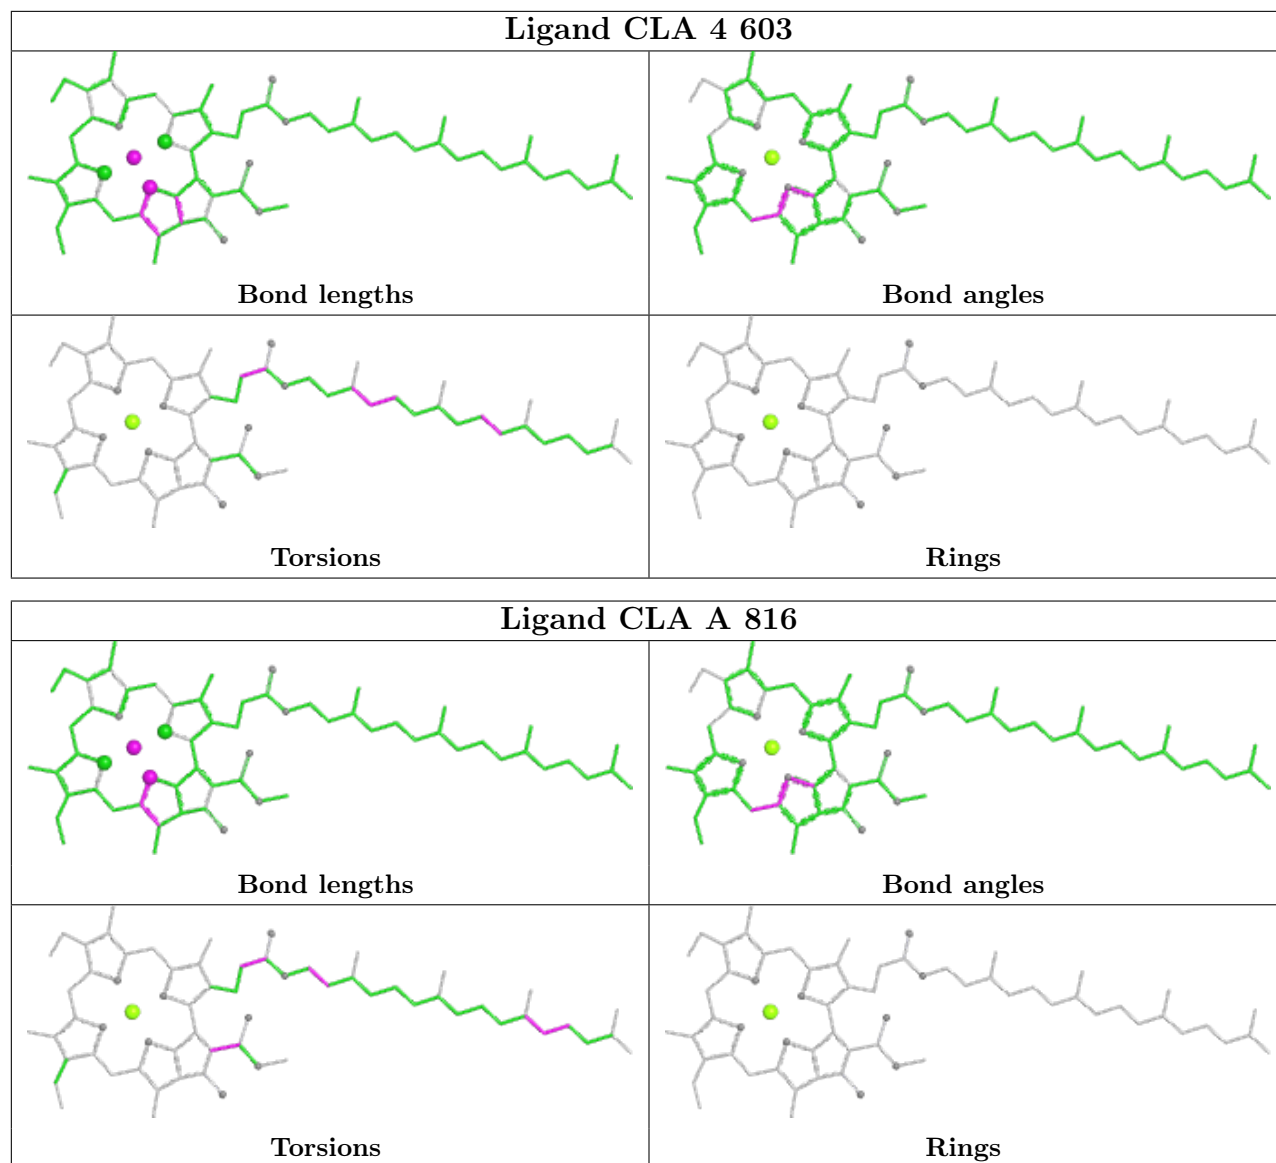 Ligand CLA 4 603
Bond lengths
Bond angles
Torsions
Rings
Ligand CLA A 816
Bond lengths
Bond angles
Torsions
Rings